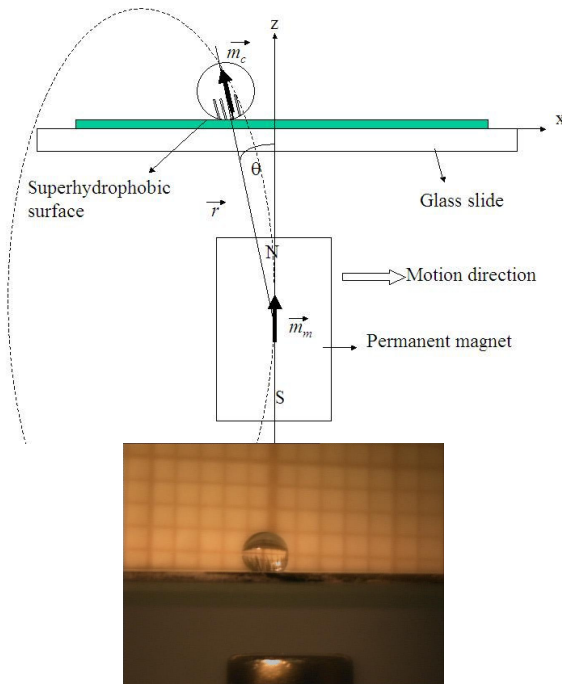 z
m_c
x
θ
Superhydrophobic
surface
Glass slide
r
N
Motion direction
m_m
Permanent magnet
S